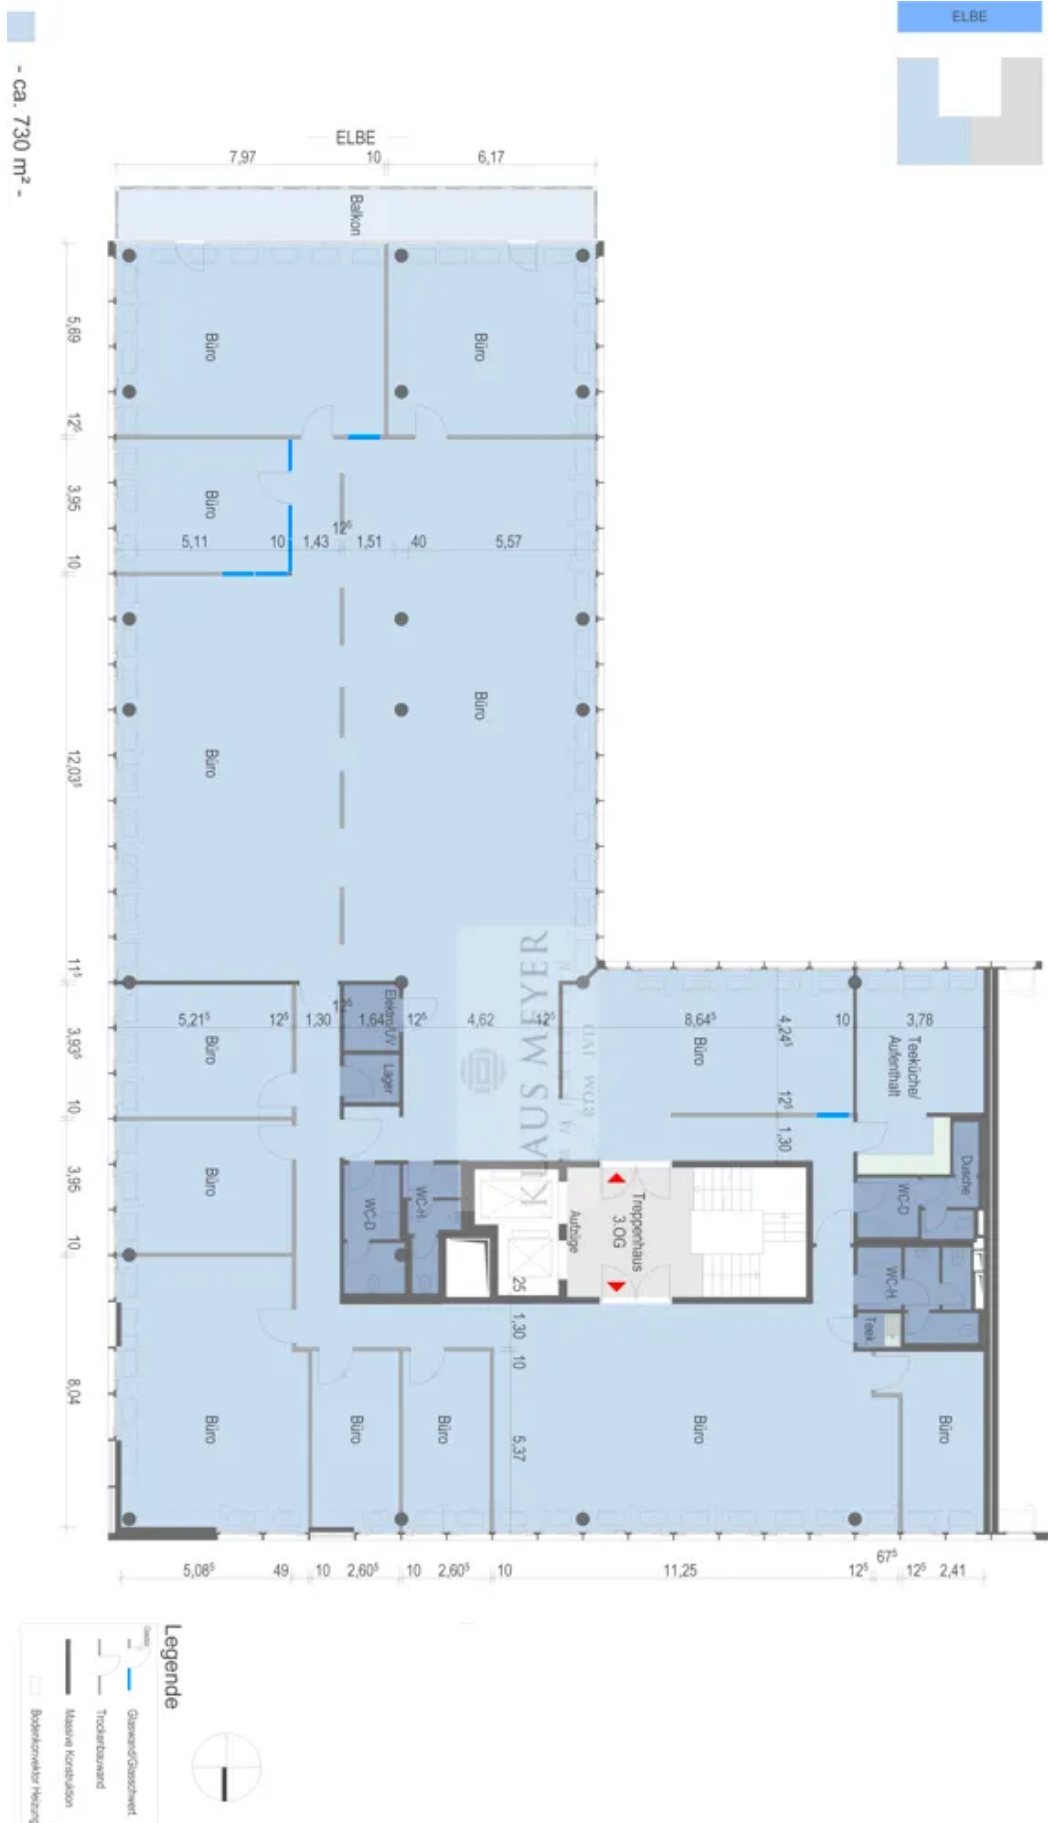 ELBE
- ca. 730 m² -
ELBE
7,97
10
6,17
Balkon
Büro
Büro
5,69
12⁵
Büro
3,95
10
5,11
10
1,43
12⁵
1,51
40
5,57
Büro
Büro
12,03⁵
11⁵
KLAUS MEYER
5,21⁵
12⁵
1,30
12⁵
1,64
12⁵
4,62
12⁵
8,64⁵
4,24⁵
10
3,78
Elektro/UV
Büro
Büro
Teeküche/
Aufenthalt
3,93⁵
Lager
10
12⁵
1,30
Büro
3,95
WC-D
WC-H.
Dusche
WC-D
Treppenhaus
3.OG
Aufzüge
10
25
WC-H.
Teek.
1,30
10
8,04
5,37
Büro
Büro
Büro
Büro
Büro
5,08⁵
49
10
2,60⁵
10
2,60⁵
10
11,25
12⁵
67⁵
12⁵
2,41
Legende
Glaswand/Glasschwert
Trockenbauwand
Massive Konstruktion
Bodenkonvektor Heizung